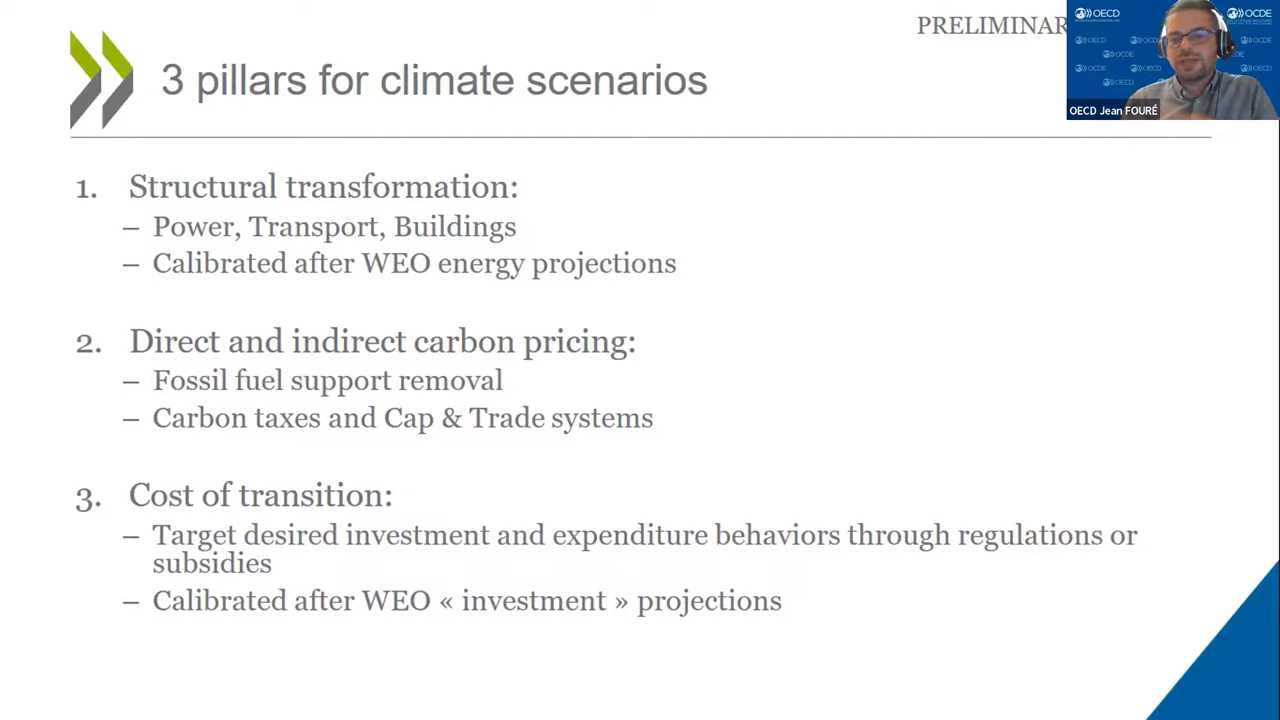 PRELIMINAR
OECD
OCDE
3 pillars for climate scenarios
OECD Jean FOURÉ
1. Structural transformation:
– Power, Transport, Buildings
– Calibrated after WEO energy projections
2. Direct and indirect carbon pricing:
– Fossil fuel support removal
– Carbon taxes and Cap & Trade systems
3. Cost of transition:
– Target desired investment and expenditure behaviors through regulations or
subsidies
– Calibrated after WEO « investment » projections